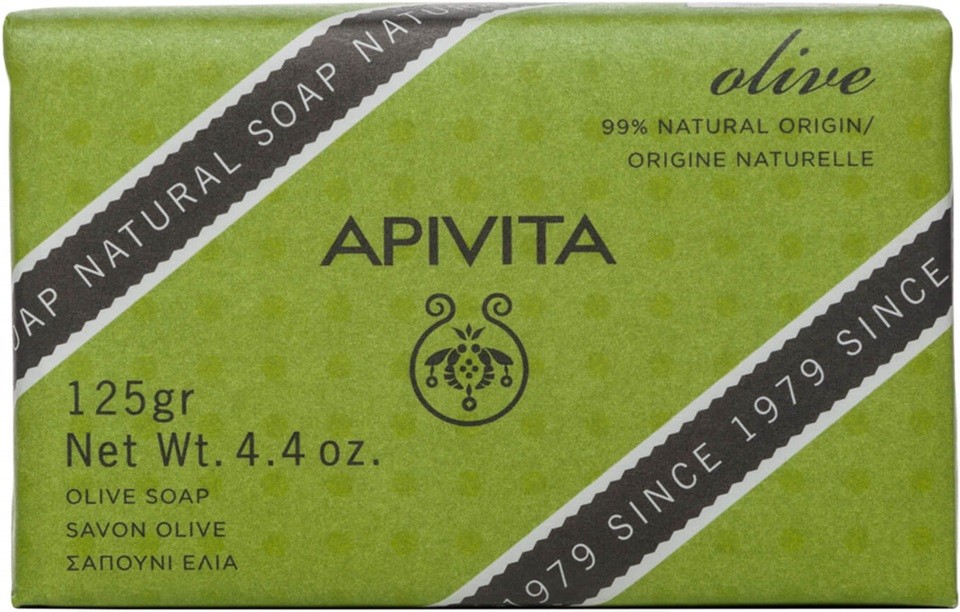 AP NATURAL SOAP NATU
olive
99% NATURAL ORIGIN/
ORIGINE NATURELLE
APIVITA
125gr
Net Wt. 4.4 oz.
OLIVE SOAP
SAVON OLIVE
ΣΑΠΟΥΝΙ ΕΛΙΑ
1979 SINCE 1979 SINCE